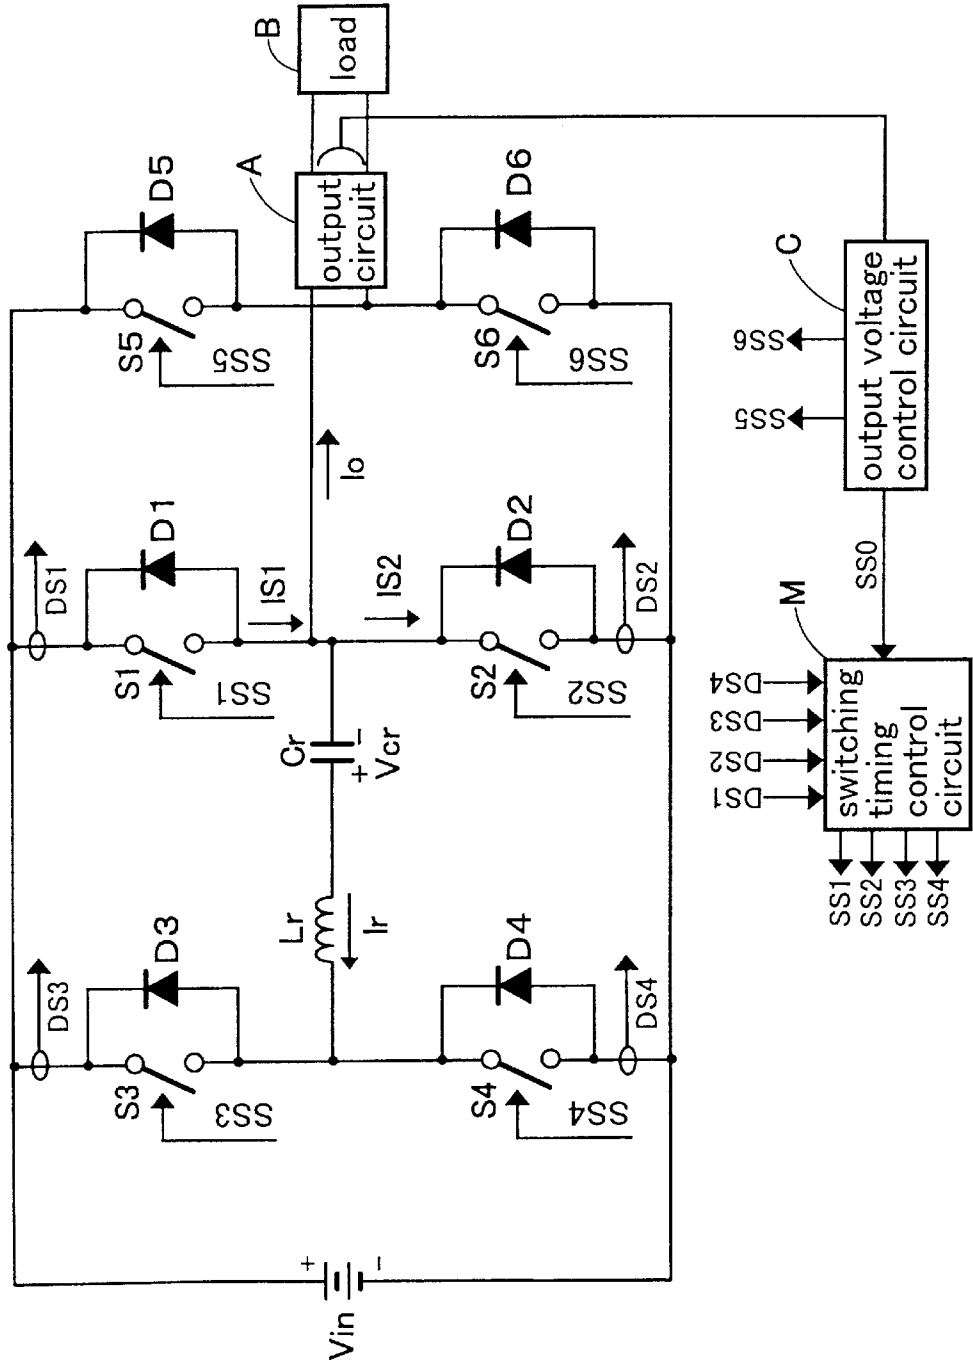 B
load
A
output
circuit
D5
S5
SS5
D6
S6
SS6
Io
DS1
D1
S1
SS1
IS1
IS2
D2
S2
SS2
DS2
Cr
− +
Vcr
Lr
Ir
DS3
D3
S3
SS3
D4
S4
SS4
DS4
Vin
+ −
C
output voltage
control circuit
SS5
SS6
SS0
M
switching
timing
control
circuit
DS1
DS2
DS3
DS4
SS1
SS2
SS3
SS4